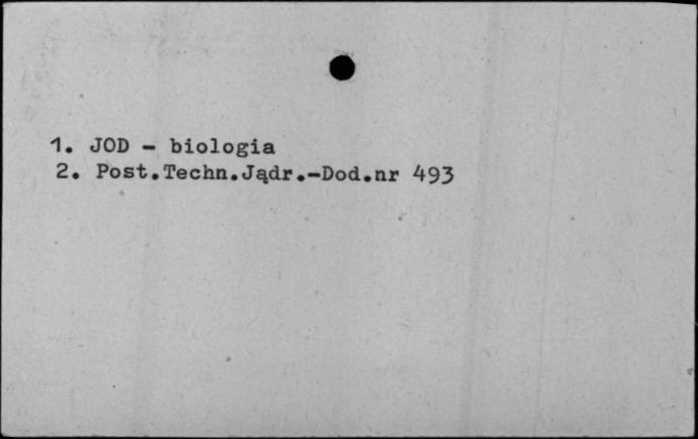 1. JOD - biologia
2. Post.Techn.Jądr.-Dod.nr 493